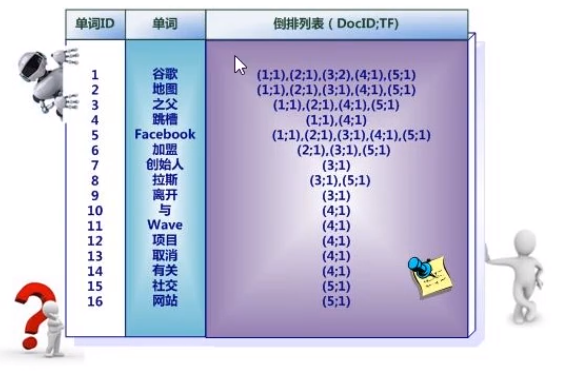 单词ID 单词 倒排列表（DocID;TF)
1 谷歌 (1;1),(2;1),(3;2),(4;1),(5;1)
2 地图 (1;1),(2;1),(3;1),(4;1),(5;1)
3 之父 (1;1),(2;1),(4;1),(5;1)
4 跳槽 (1;1),(4;1)
5 Facebook (1;1),(2;1),(3;1),(4;1),(5;1)
6 加盟 (2;1),(3;1),(5;1)
7 创始人 (3;1)
8 拉斯 (3;1),(5;1)
9 离开 (3;1)
10 与 (4;1)
11 Wave (4;1)
12 项目 (4;1)
13 取消 (4;1)
14 有关 (4;1)
15 社交 (5;1)
16 网站 (5;1)